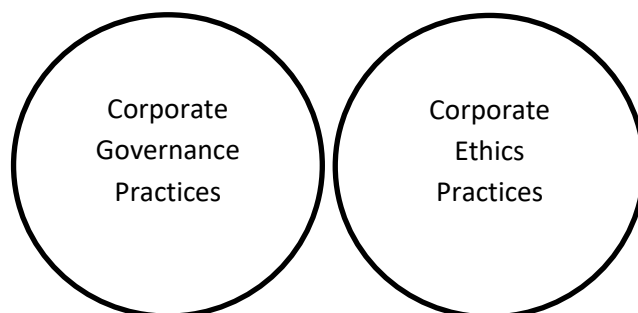 Corporate
Governance
Practices
Corporate
Ethics
Practices